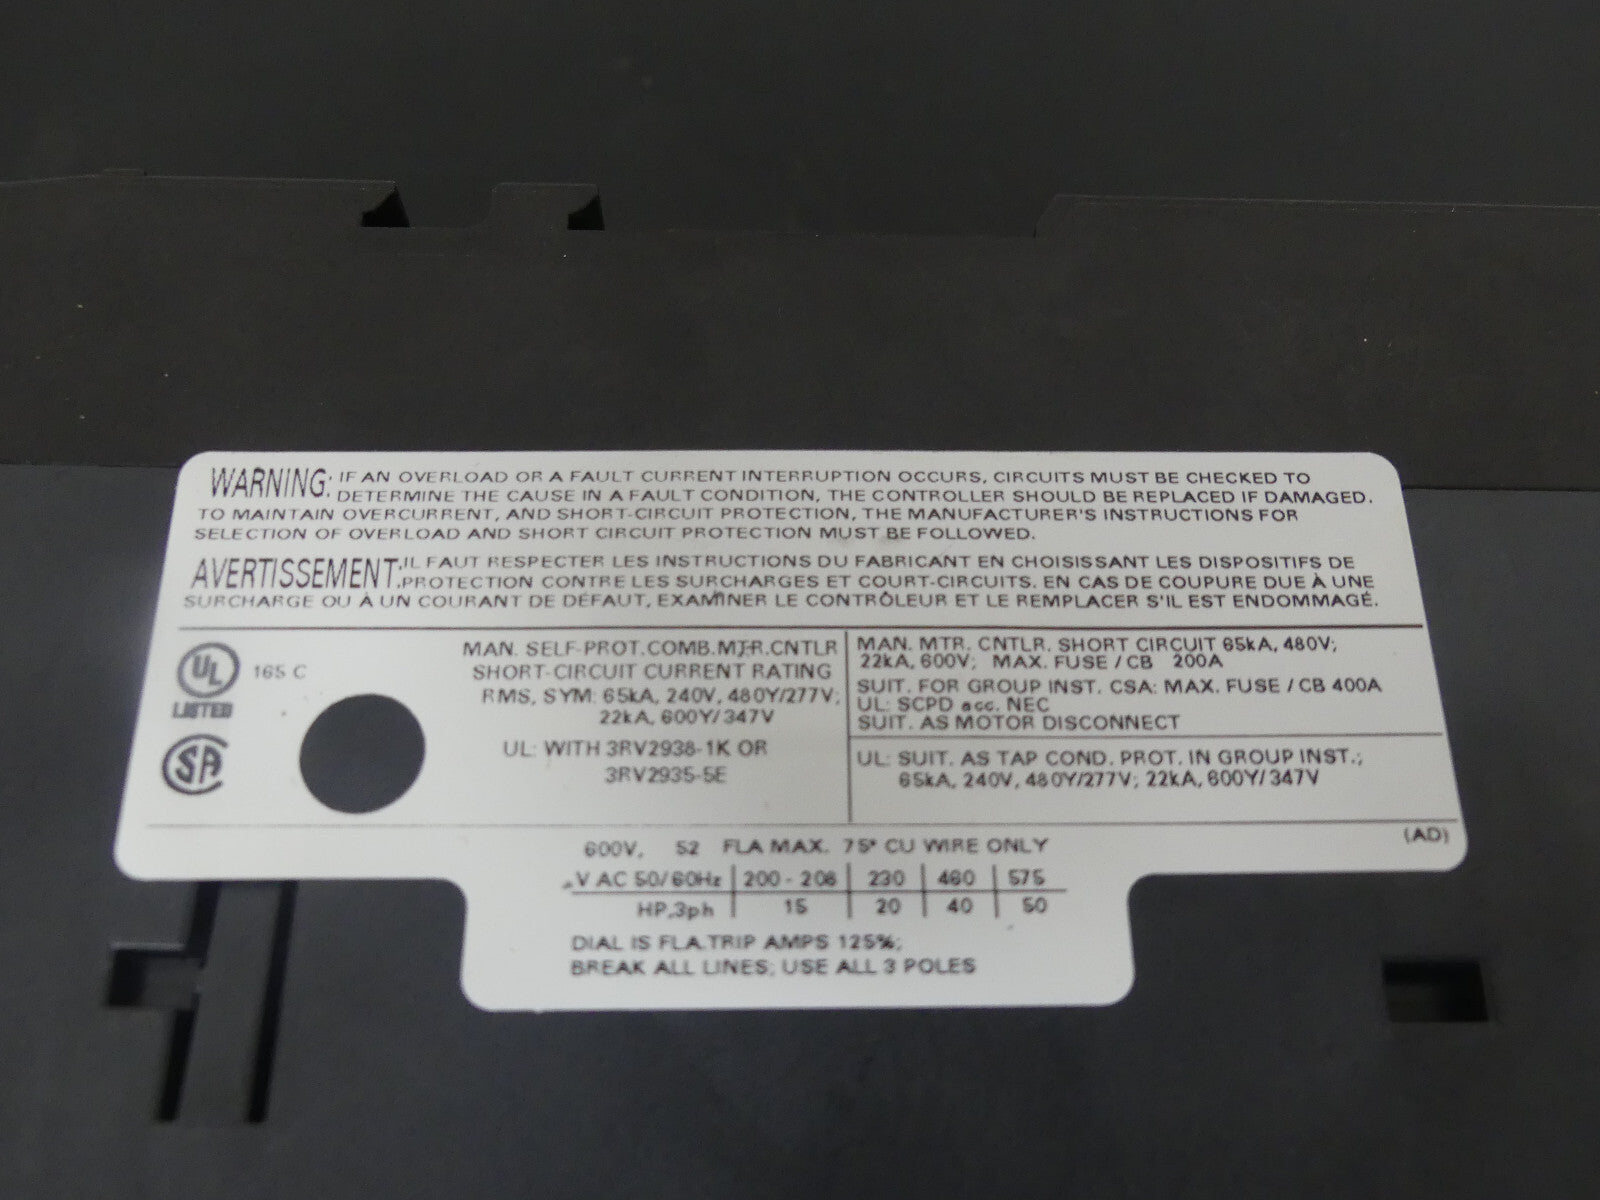 WARNING: IF AN OVERLOAD OR A FAULT CURRENT INTERRUPTION OCCURS, CIRCUITS MUST BE CHECKED TO
DETERMINE THE CAUSE IN A FAULT CONDITION, THE CONTROLLER SHOULD BE REPLACED IF DAMAGED.
TO MAINTAIN OVERCURRENT, AND SHORT-CIRCUIT PROTECTION, THE MANUFACTURER'S INSTRUCTIONS FOR
SELECTION OF OVERLOAD AND SHORT CIRCUIT PROTECTION MUST BE FOLLOWED.
AVERTISSEMENT: IL FAUT RESPECTER LES INSTRUCTIONS DU FABRICANT EN CHOISISSANT LES DISPOSITIFS DE
PROTECTION CONTRE LES SURCHARGES ET COURT-CIRCUITS. EN CAS DE COUPURE DUE À UNE
SURCHARGE OU À UN COURANT DE DÉFAUT, EXAMINER LE CONTRÔLEUR ET LE REMPLACER S'IL EST ENDOMMAGÉ.
UL
LISTED
165 C
SA
MAN. SELF-PROT.COMB.MTR.CNTLR
SHORT-CIRCUIT CURRENT RATING
RMS, SYM: 65kA, 240V, 480Y/277V;
22kA, 600Y/347V
UL: WITH 3RV2938-1K OR
3RV2935-5E
MAN. MTR. CNTLR. SHORT CIRCUIT 65kA, 480V;
22kA, 600V; MAX. FUSE / CB 200A
SUIT. FOR GROUP INST. CSA: MAX. FUSE / CB 400A
UL: SCPD acc. NEC
SUIT. AS MOTOR DISCONNECT
UL: SUIT. AS TAP COND. PROT. IN GROUP INST.;
65kA, 240V, 480Y/277V; 22kA, 600Y/347V
(AD)
600V, 52 FLA MAX. 75° CU WIRE ONLY
V AC 50/60Hz 200 - 208 230 460 575
HP,3ph 15 20 40 50
DIAL IS FLA.TRIP AMPS 125%;
BREAK ALL LINES; USE ALL 3 POLES